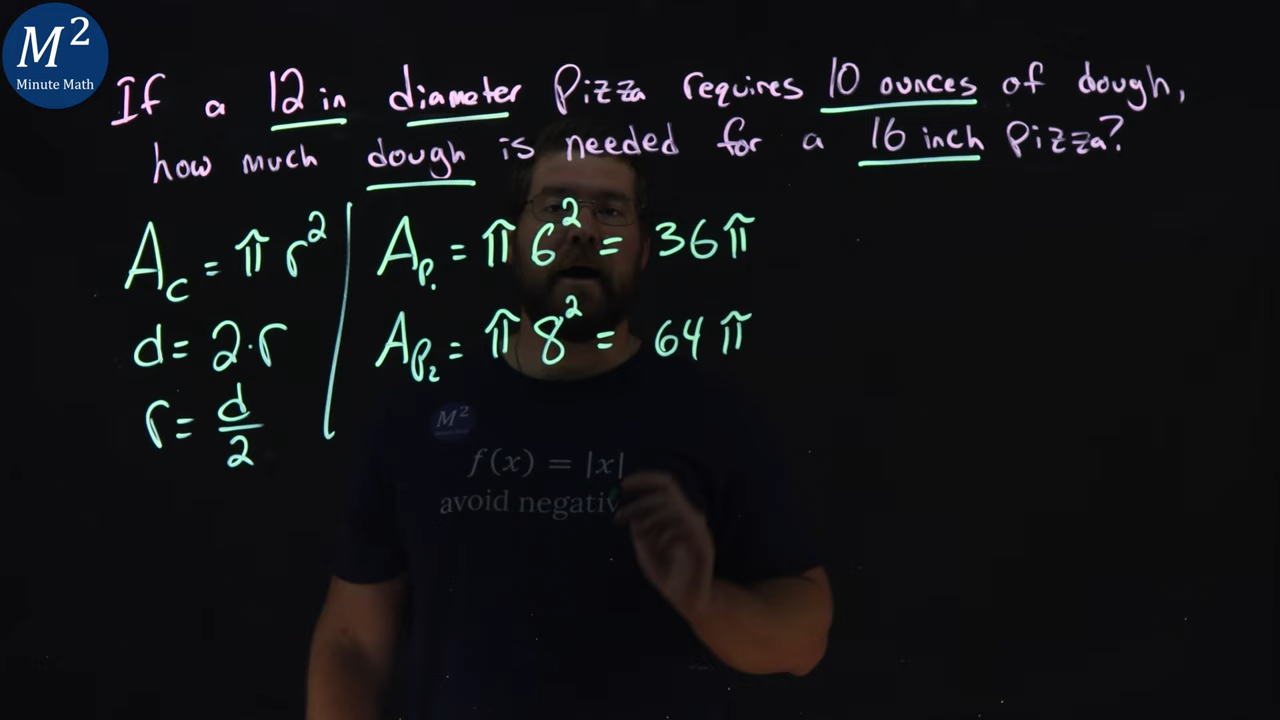 M²
Minute Math
If a 12 in diameter Pizza requires 10 ounces of dough,
how much dough is needed for a 16 inch Pizza?
A_C = π r²
d = 2·r
r = d/2
A_P₁ = π 6² = 36π
A_P₂ = π 8² = 64π
M²
f(x) = |x|
avoid negativ